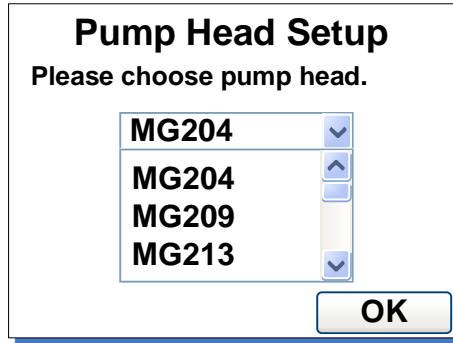 Pump Head Setup
Please choose pump head.
MG204
MG204
MG209
MG213
OK